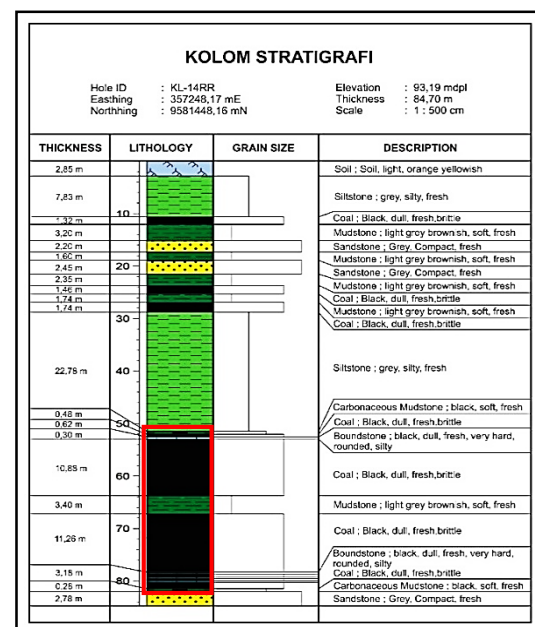 KOLOM STRATIGRAFI
Hole ID : KL-14RR
Easthing : 357248,17 mE
Northhing : 9581448,16 mN
Elevation : 93,19 mdpl
Thickness : 84,70 m
Scale : 1 : 500 cm
THICKNESS LITHOLOGY GRAIN SIZE DESCRIPTION
2,85 m Soil ; Soil, light, orange yellowish
7,83 m Siltstone ; grey, silty, fresh
10
1,32 m Coal ; Black, dull, fresh,brittle
3,20 m Mudstone ; light grey brownish, soft, fresh
2,20 m Sandstone ; Grey, Compact, fresh
1,60 m Mudstone ; light grey brownish, soft, fresh
20
2,45 m Sandstone ; Grey, Compact, fresh
2,35 m Mudstone ; light grey brownish, soft, fresh
1,46 m Coal ; Black, dull, fresh,brittle
1,74 m Mudstone ; light grey brownish, soft, fresh
1,74 m Coal ; Black, dull, fresh,brittle
30
22,78 m 40 Siltstone ; grey, silty, fresh
0,48 m Carbonaceous Mudstone ; black, soft, fresh
50
0,62 m Coal ; Black, dull, fresh,brittle
0,30 m Boundstone ; black, dull, fresh, very hard,
rounded, silty
10,88 m 60 Coal ; Black, dull, fresh,brittle
3,40 m Mudstone ; light grey brownish, soft, fresh
70
11,26 m Coal ; Black, dull, fresh,brittle
Boundstone ; black, dull, fresh, very hard,
rounded, silty
3,15 m Coal ; Black, dull, fresh,brittle
80
0,25 m Carbonaceous Mudstone ; black, soft, fresh
2,78 m Sandstone ; Grey, Compact, fresh